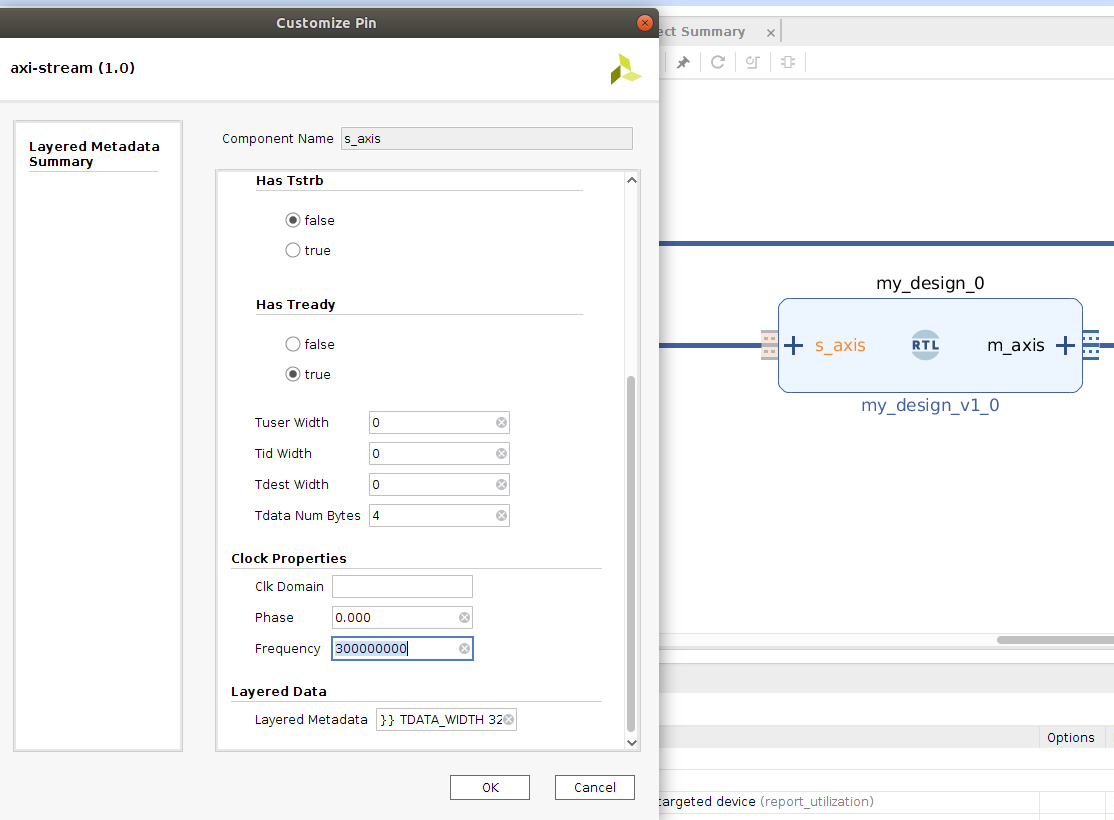 Customize Pin
axi-stream (1.0)
Layered Metadata
Summary
Component Name s_axis
Has Tstrb
false
true
Has Tready
false
true
Tuser Width 0
Tid Width 0
Tdest Width 0
Tdata Num Bytes 4
Clock Properties
Clk Domain
Phase 0.000
Frequency 300000000
Layered Data
Layered Metadata }} TDATA_WIDTH 32
OK Cancel
Summary
my_design_0
s_axis RTL m_axis
my_design_v1_0
Options
targeted device (report_utilization)